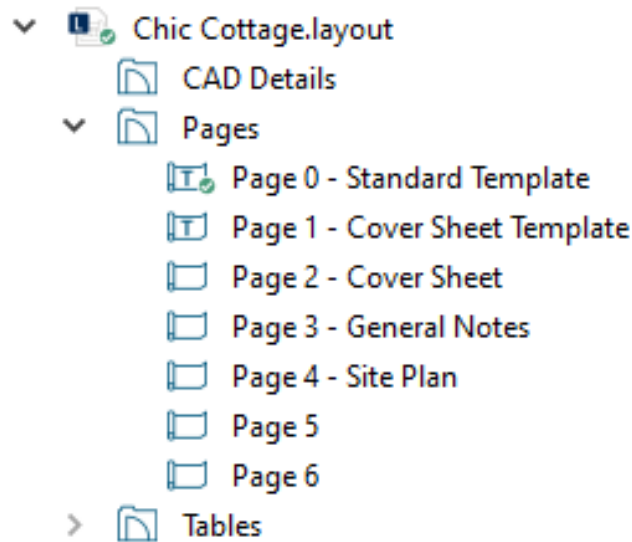 Chic Cottage.layout
CAD Details
Pages
Page 0 - Standard Template
Page 1 - Cover Sheet Template
Page 2 - Cover Sheet
Page 3 - General Notes
Page 4 - Site Plan
Page 5
Page 6
Tables